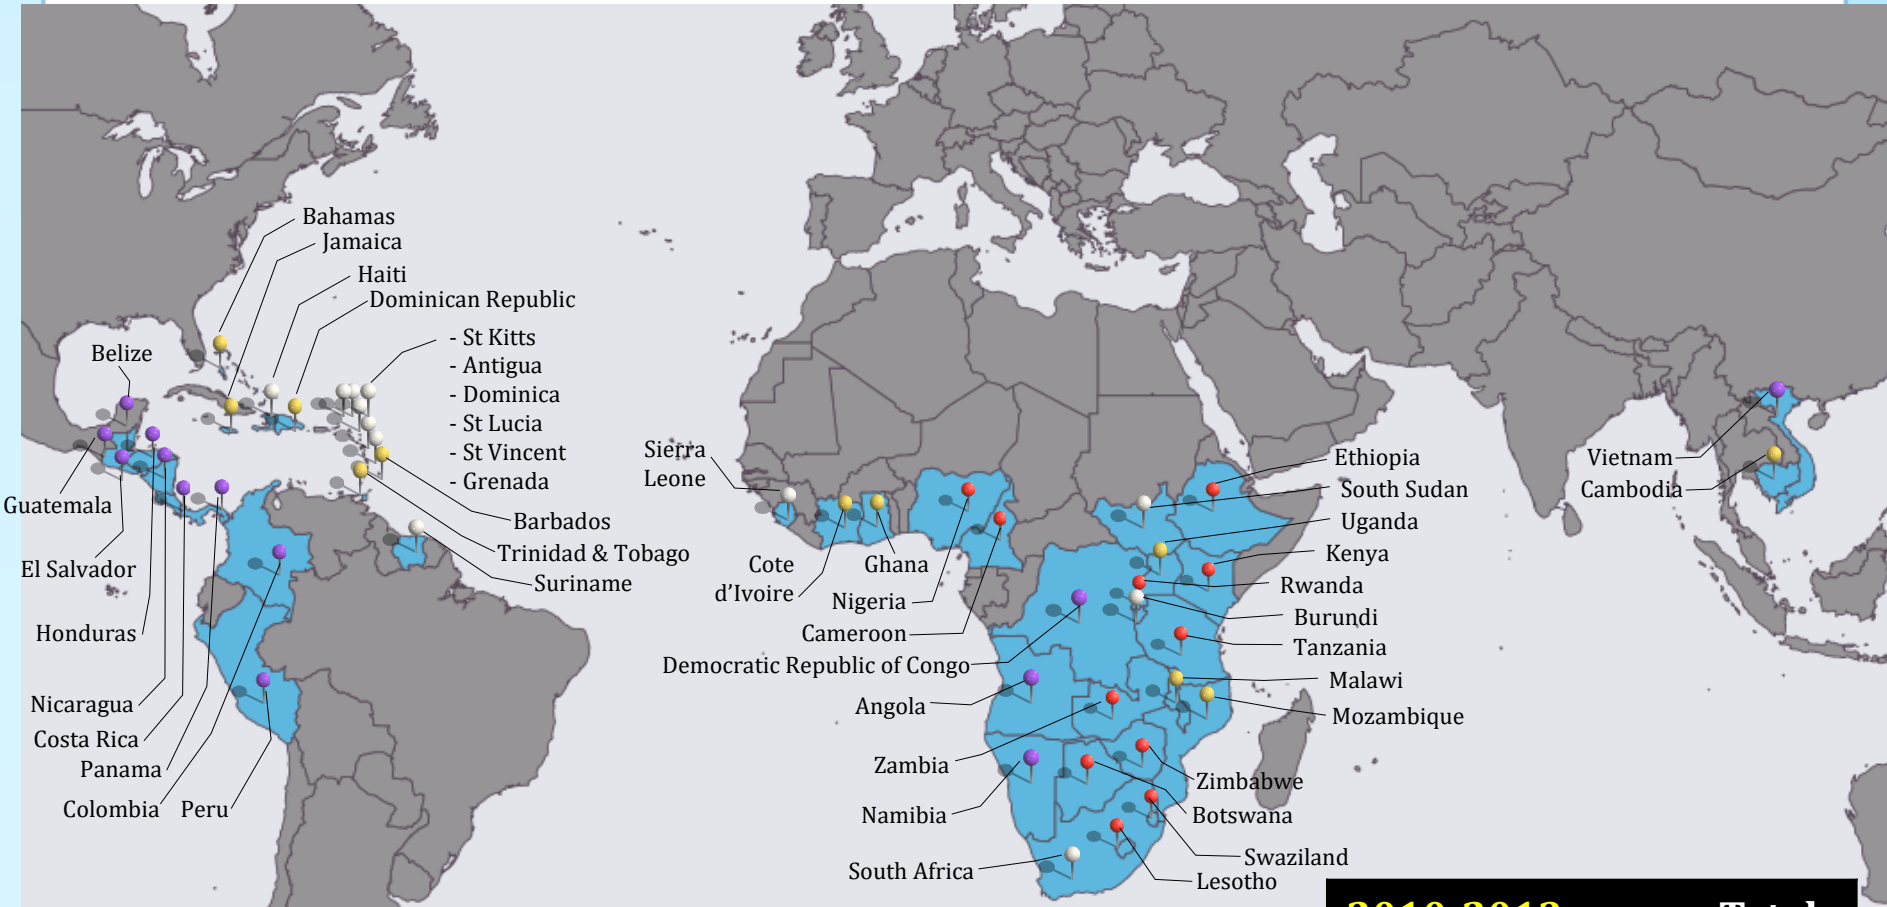 Bahamas
Jamaica
Haiti
Dominican Republic
- St Kitts
- Antigua
- Dominica
- St Lucia
- St Vincent
- Grenada
Belize
Guatemala
El Salvador
Honduras
Nicaragua
Costa Rica
Panama
Colombia
Peru
Barbados
Trinidad & Tobago
Suriname
Sierra
Leone
Cote
d'Ivoire
Ghana
Nigeria
Cameroon
Democratic Republic of Congo
Angola
Zambia
Namibia
South Africa
Ethiopia
South Sudan
Uganda
Kenya
Rwanda
Burundi
Tanzania
Malawi
Mozambique
Zimbabwe
Botswana
Swaziland
Lesotho
Vietnam
Cambodia